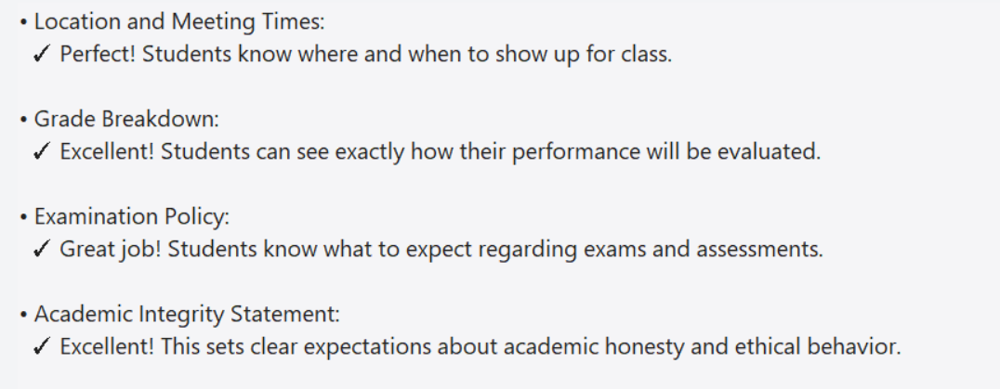 • Location and Meeting Times:
✓ Perfect! Students know where and when to show up for class.
• Grade Breakdown:
✓ Excellent! Students can see exactly how their performance will be evaluated.
• Examination Policy:
✓ Great job! Students know what to expect regarding exams and assessments.
• Academic Integrity Statement:
✓ Excellent! This sets clear expectations about academic honesty and ethical behavior.